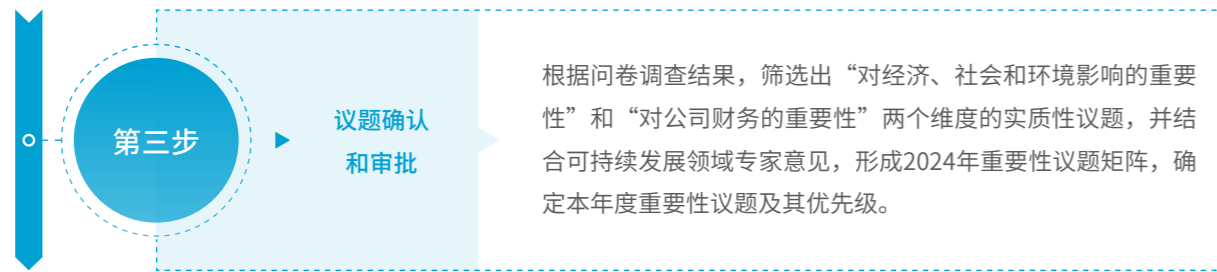 第三步
议题确认
和审批
根据问卷调查结果，筛选出“对经济、社会和环境影响的重要
性”和“对公司财务的重要性”两个维度的实质性议题，并结
合可持续发展领域专家意见，形成2024年重要性议题矩阵，确
定本年度重要性议题及其优先级。